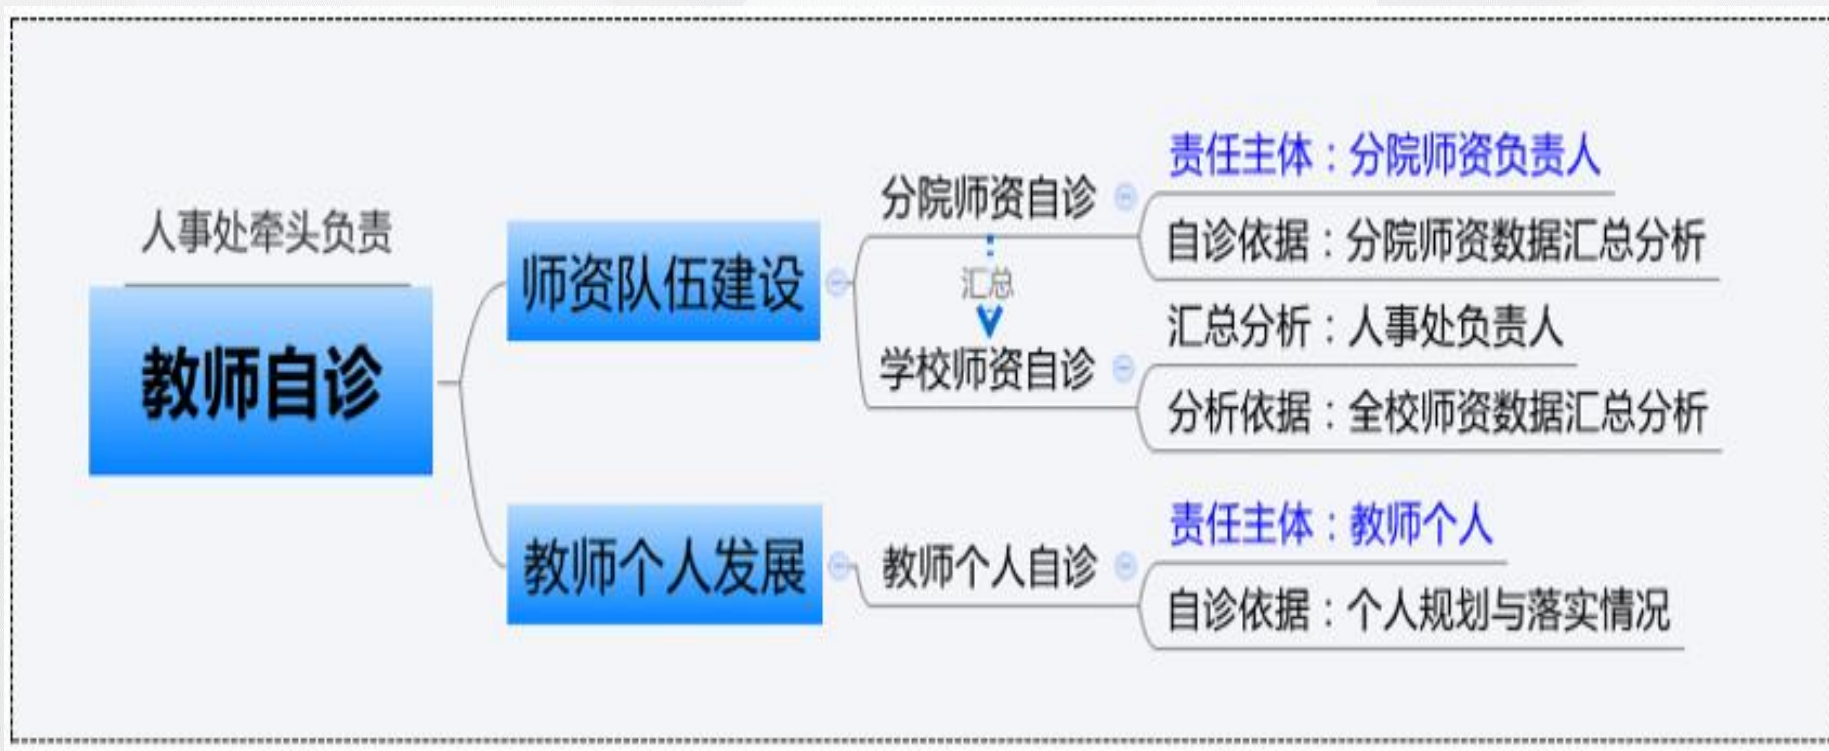 人事处牵头负责
教师自诊
师资队伍建设
分院师资自诊
责任主体：分院师资负责人
自诊依据：分院师资数据汇总分析
汇总
学校师资自诊
汇总分析：人事处负责人
分析依据：全校师资数据汇总分析
教师个人发展
教师个人自诊
责任主体：教师个人
自诊依据：个人规划与落实情况